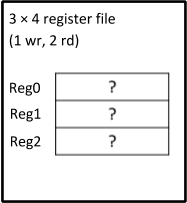 3 × 4 register file
(1 wr, 2 rd)
Reg0 ?
Reg1 ?
Reg2 ?